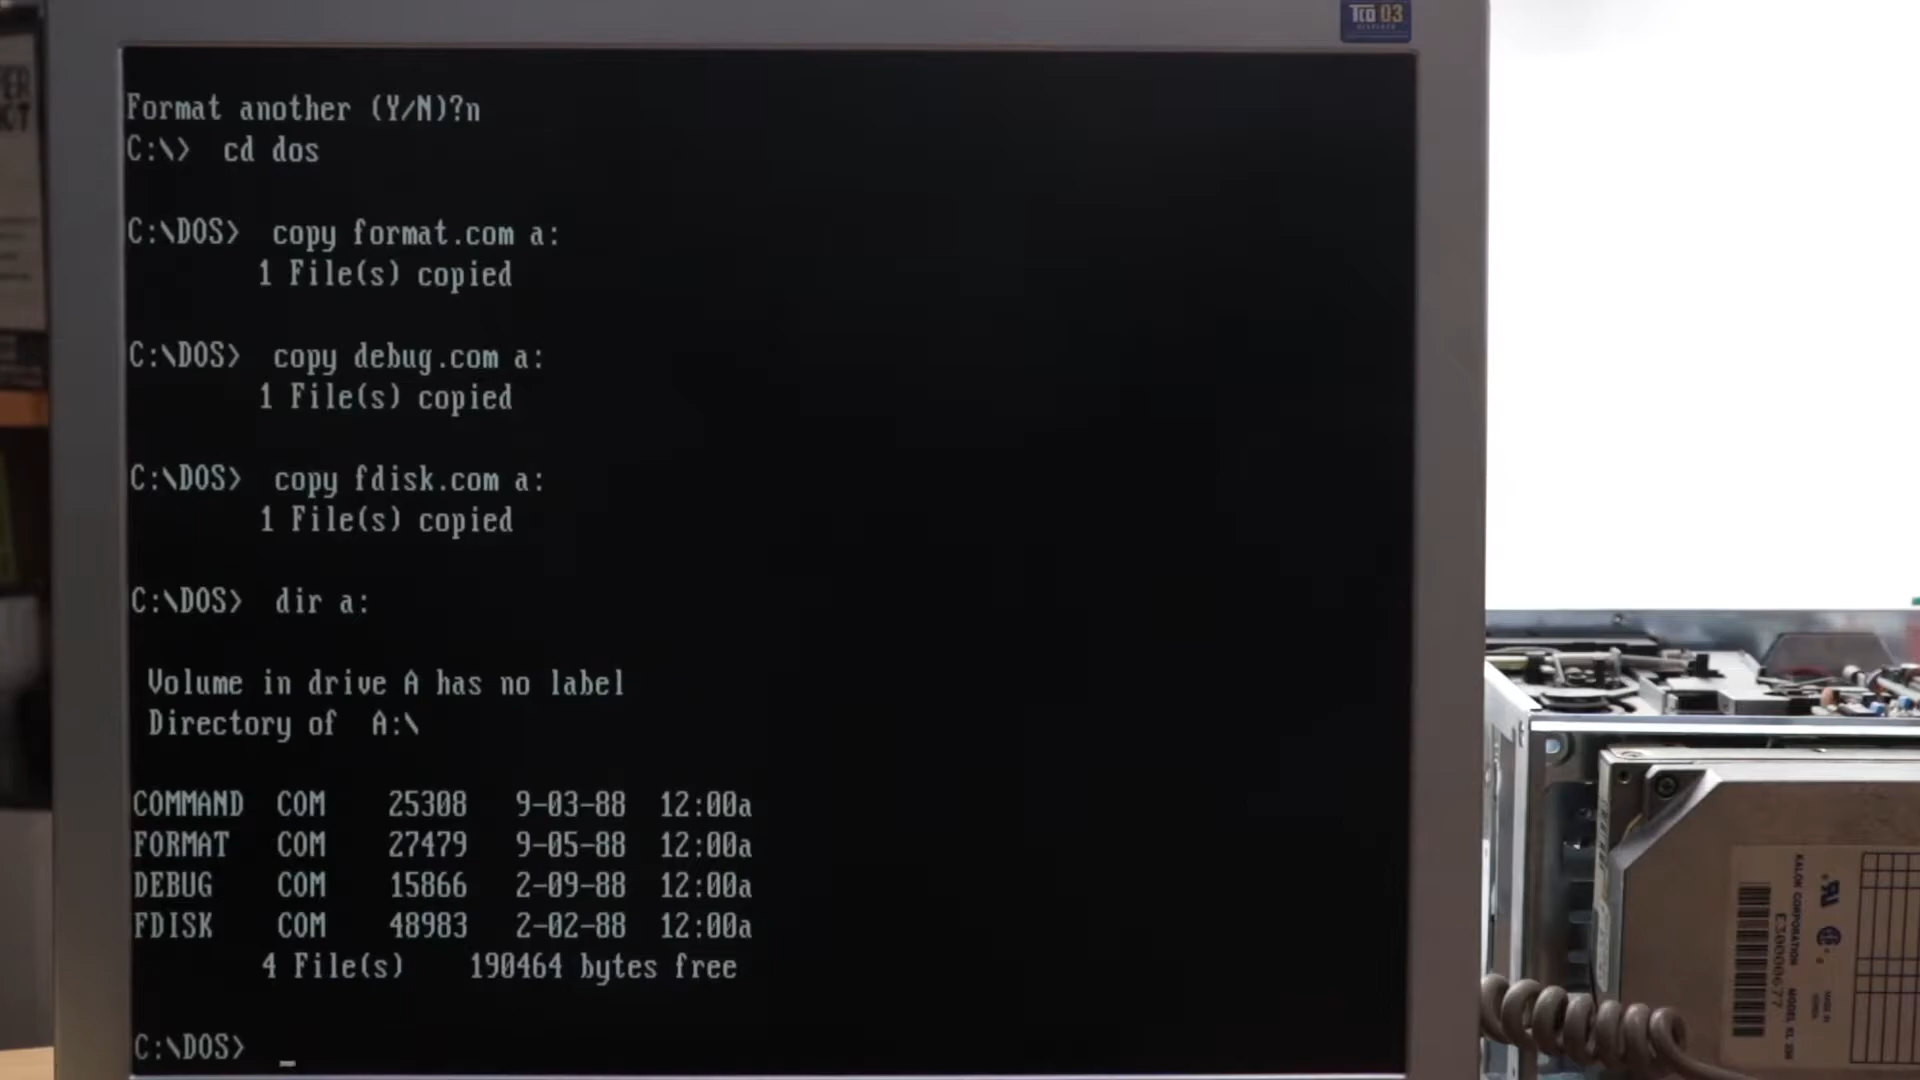 TCO 03
Format another (Y/N)?n
C:\>  cd dos
C:\DOS>  copy format.com a:
1 File(s) copied
C:\DOS>  copy debug.com a:
1 File(s) copied
C:\DOS>  copy fdisk.com a:
1 File(s) copied
C:\DOS>  dir a:
Volume in drive A has no label
Directory of  A:\
COMMAND  COM    25308   9-03-88  12:00a
FORMAT   COM    27479   9-05-88  12:00a
DEBUG    COM    15866   2-09-88  12:00a
FDISK    COM    48983   2-02-88  12:00a
4 File(s)    190464 bytes free
C:\DOS>  _
KALOK CORPORATION
E30000677